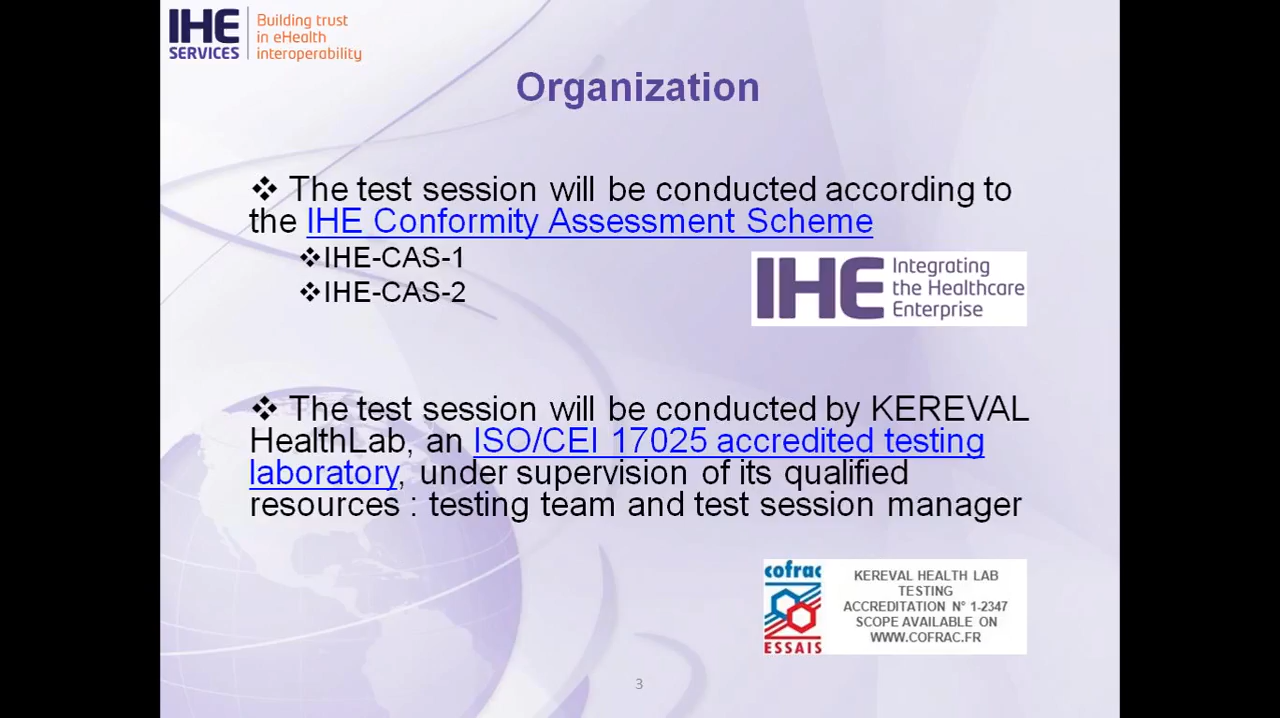 IHE SERVICES
Building trust
in eHealth
interoperability
Organization
❖ The test session will be conducted according to
the IHE Conformity Assessment Scheme
❖IHE-CAS-1
❖IHE-CAS-2
IHE
Integrating
the Healthcare
Enterprise
❖ The test session will be conducted by KEREVAL
HealthLab, an ISO/CEI 17025 accredited testing
laboratory, under supervision of its qualified
resources : testing team and test session manager
cofrac
ESSAIS
KEREVAL HEALTH LAB
TESTING
ACCREDITATION N° 1-2347
SCOPE AVAILABLE ON
WWW.COFRAC.FR
3